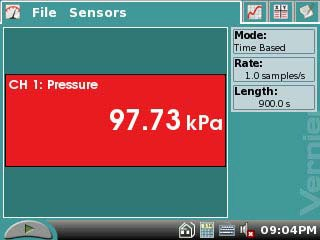 File Sensors
CH 1: Pressure
97.73 kPa
Mode:
Time Based
Rate:
1.0 samples/s
Length:
900.0 s
Vernier
09:04PM